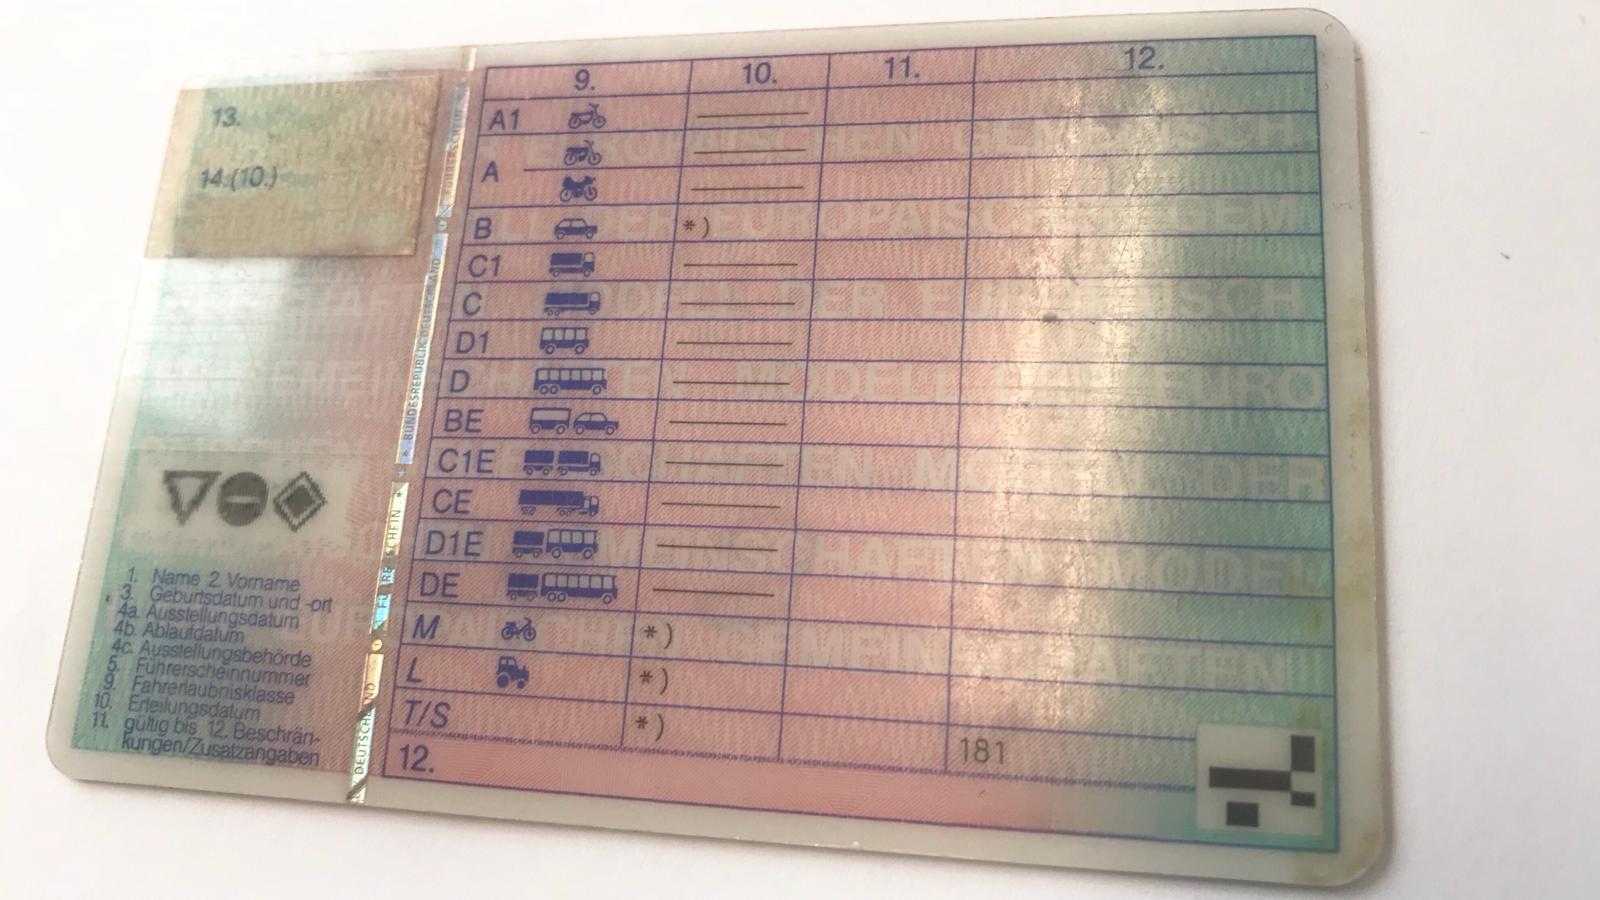 13.
14.(10.)
1. Name 2. Vorname
3. Geburtsdatum und -ort
4a. Ausstellungsdatum
4b. Ablaufdatum
4c. Ausstellungsbehörde
5. Führerscheinnummer
9. Fahrerlaubnisklasse
10. Erteilungsdatum
11. gültig bis 12. Beschrän-
kungen/Zusatzangaben
FÜHRERSCHEIN
BUNDESREPUBLIK DEUTSCHLAND
DEUTSCHLAND
9. 10. 11. 12.
A1
A
B *)
C1
C
D1
D
BE
C1E
CE
D1E
DE
M *)
L *)
T/S *) 181
12.